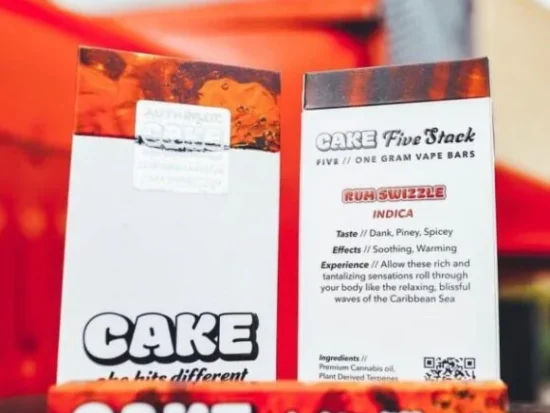 CAKE
CAKE
she hits different
CAKE Five Stack
FIVE // ONE GRAM VAPE BARS
RUM SWIZZLE
INDICA
Taste // Dank, Piney, Spicey
Effects // Soothing, Warming
Experience // Allow these rich and
tantalizing sensations roll through
your body like the relaxing, blissful
waves of the Caribbean Sea
Ingredients //
Premium Cannabis oil,
Plant Derived Terpenes
CAKE